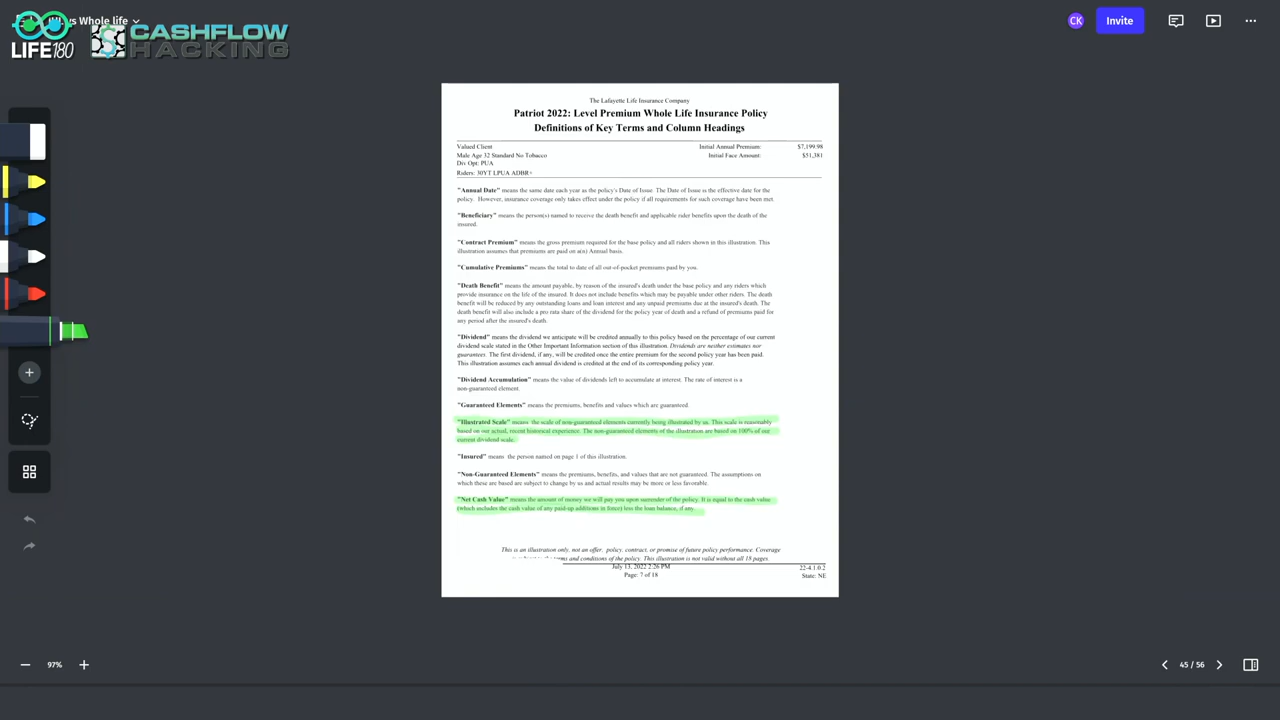 ys Whole life
CK
Invite
LIFE180
CASHFLOW
HACKING
The Lafayette Life Insurance Company
Patriot 2022: Level Premium Whole Life Insurance Policy
Definitions of Key Terms and Column Headings
Valued Client
Initial Annual Premium: $7,199.98
Male Age 32 Standard No Tobacco
Initial Face Amount: $51,381
Div Opt: PUA
Riders: 30YT LPUA ADBR+
"Annual Date" means the same date each year as the policy's Date of Issue. The Date of Issue is the effective date for the
policy. However, insurance coverage only takes effect under the policy if all requirements for such coverage have been met.
"Beneficiary" means the person(s) named to receive the death benefit and applicable rider benefits upon the death of the
insured.
"Contract Premium" means the gross premium required for the base policy and all riders shown in this illustration. This
illustration assumes that premiums are paid on a(n) Annual basis.
"Cumulative Premiums" means the total to date of all out-of-pocket premiums paid by you.
"Death Benefit" means the amount payable, by reason of the insured's death under the base policy and any riders which
provide insurance on the life of the insured. It does not include benefits which may be payable under other riders. The death
benefit will be reduced by any outstanding loans and loan interest and any unpaid premiums due at the insured's death. The
death benefit will also include a pro rata share of the dividend for the policy year of death and a refund of premiums paid for
any period after the insured's death.
"Dividend" means the dividend we anticipate will be credited annually to this policy based on the percentage of our current
dividend scale stated in the Other Important Information section of this illustration. Dividends are neither estimates nor
guarantees. The first dividend, if any, will be credited once the entire premium for the second policy year has been paid.
This illustration assumes each annual dividend is credited at the end of its corresponding policy year.
"Dividend Accumulation" means the value of dividends left to accumulate at interest. The rate of interest is a
non-guaranteed element.
"Guaranteed Elements" means the premiums, benefits and values which are guaranteed.
"Illustrated Scale" means the scale of non-guaranteed elements currently being illustrated by us. This scale is reasonably
based on our actual, recent historical experience. The non-guaranteed elements of the illustration are based on 100% of our
current dividend scale.
"Insured" means the person named on page 1 of this illustration.
"Non-Guaranteed Elements" means the premiums, benefits, and values that are not guaranteed. The assumptions on
which these are based are subject to change by us and actual results may be more or less favorable.
"Net Cash Value" means the amount of money we will pay you upon surrender of the policy. It is equal to the cash value
(which includes the cash value of any paid-up additions in force) less the loan balance, if any.
This is an illustration only, not an offer, policy, contract, or promise of future policy performance. Coverage
and conditions of the policy. This illustration is not valid without all 18 pages.
July 13, 2022 2:26 PM
22-4.1.0.2
Page: 7 of 18
State: NE
97%
45 / 56